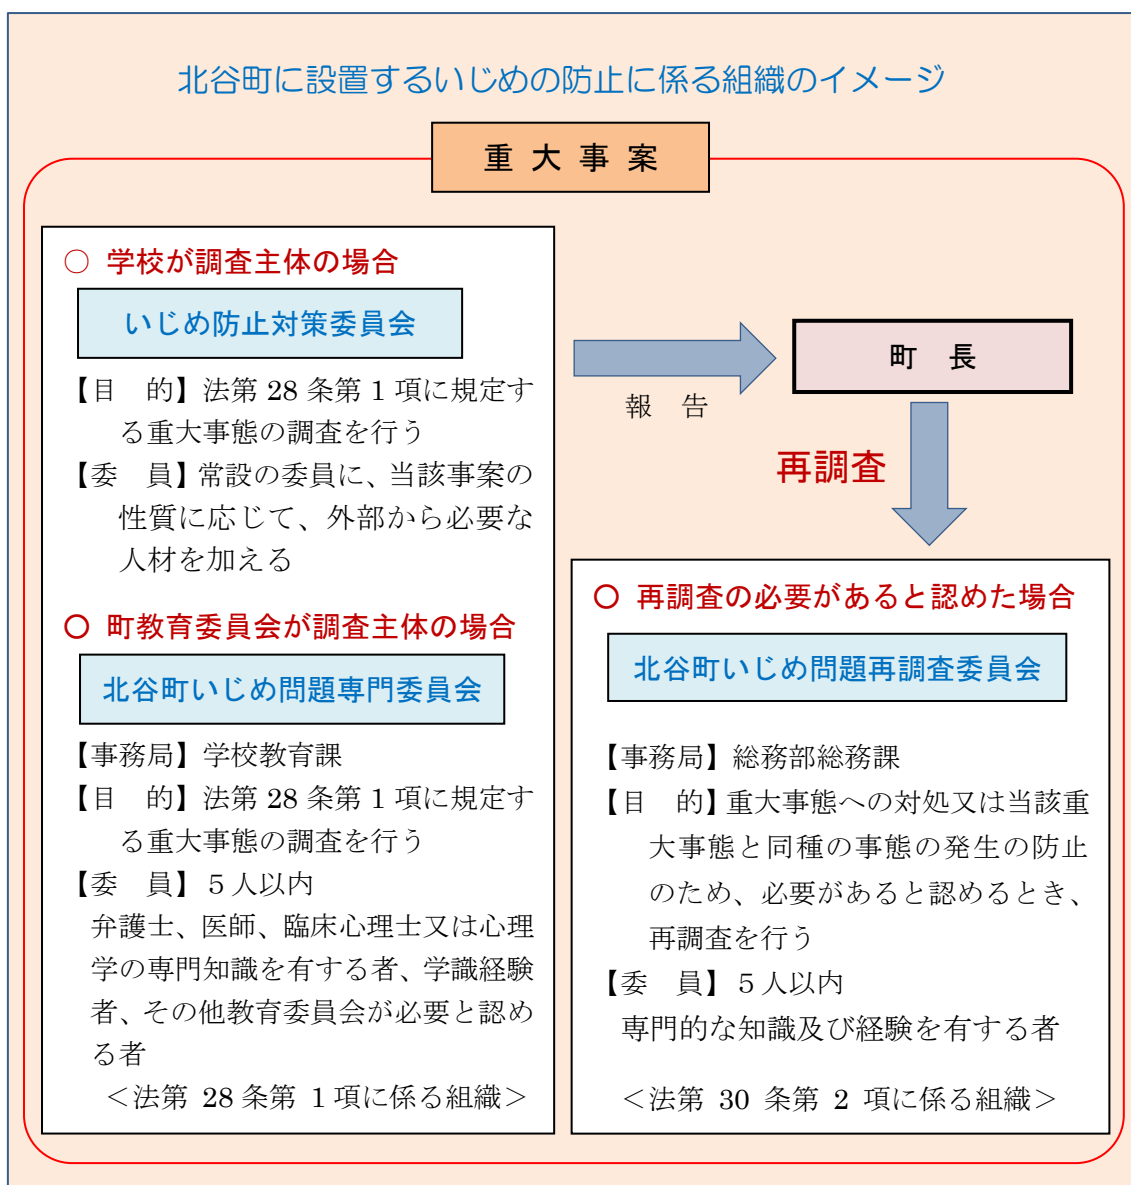 北谷町に設置するいじめの防止に係る組織のイメージ
重 大 事 案
○ 学校が調査主体の場合
いじめ防止対策委員会
【目　的】法第 28 条第 1 項に規定す
る重大事態の調査を行う
【委　員】常設の委員に、当該事案の
性質に応じて、外部から必要な
人材を加える
○ 町教育委員会が調査主体の場合
北谷町いじめ問題専門委員会
【事務局】学校教育課
【目　的】法第 28 条第 1 項に規定す
る重大事態の調査を行う
【委　員】５人以内
弁護士、医師、臨床心理士又は心理
学の専門知識を有する者、学識経験
者、その他教育委員会が必要と認め
る者
＜法第 28 条第 1 項に係る組織＞
報　告
町　長
再調査
○ 再調査の必要があると認めた場合
北谷町いじめ問題再調査委員会
【事務局】総務部総務課
【目　的】重大事態への対処又は当該重
大事態と同種の事態の発生の防止
のため、必要があると認めるとき、
再調査を行う
【委　員】５人以内
専門的な知識及び経験を有する者
＜法第 30 条第 2 項に係る組織＞